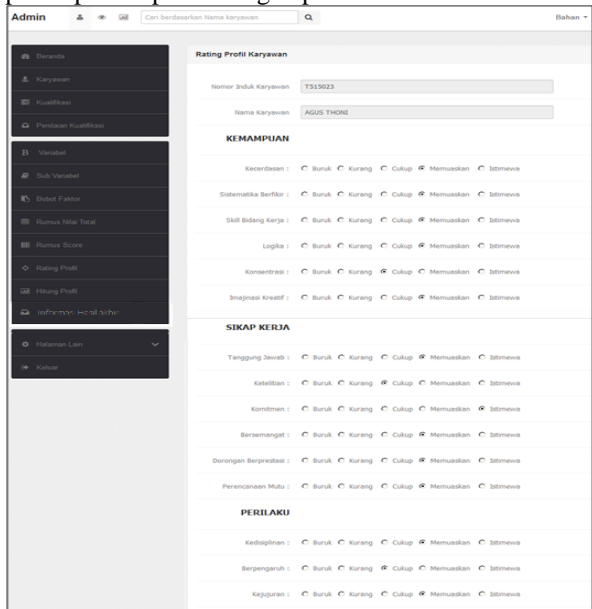 Admin
Cari berdasarkan Nama karyawan
Bahan
Beranda
Karyawan
Kualifikasi
Penilaian Kualifikasi
Variabel
Sub Variabel
Bobot Faktor
Rumus Nilai Total
Rumus Score
Rating Profil
Hitung Profil
Informasi Hasil akhir
Halaman Lain
Keluar
Rating Profil Karyawan
Nomor Induk Karyawan TS15023
Nama Karyawan AGUS THONI
KEMAMPUAN
Kecerdasan : Buruk Kurang Cukup Memuaskan Istimewa
Sistematika Berfikir : Buruk Kurang Cukup Memuaskan Istimewa
Skill Bidang Kerja : Buruk Kurang Cukup Memuaskan Istimewa
Logika : Buruk Kurang Cukup Memuaskan Istimewa
Konsentrasi : Buruk Kurang Cukup Memuaskan Istimewa
Imajinasi Kreatif : Buruk Kurang Cukup Memuaskan Istimewa
SIKAP KERJA
Tanggung Jawab : Buruk Kurang Cukup Memuaskan Istimewa
Ketelitian : Buruk Kurang Cukup Memuaskan Istimewa
Komitmen : Buruk Kurang Cukup Memuaskan Istimewa
Bersemangat : Buruk Kurang Cukup Memuaskan Istimewa
Dorongan Berprestasi : Buruk Kurang Cukup Memuaskan Istimewa
Perencanaan Mutu : Buruk Kurang Cukup Memuaskan Istimewa
PERILAKU
Kedisiplinan : Buruk Kurang Cukup Memuaskan Istimewa
Berpengaruh : Buruk Kurang Cukup Memuaskan Istimewa
Kejujuran : Buruk Kurang Cukup Memuaskan Istimewa